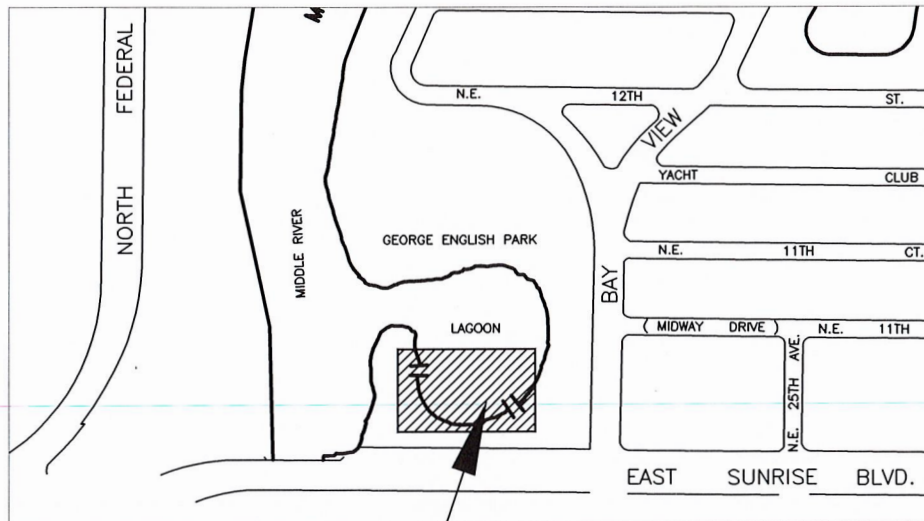 NORTH FEDERAL
MIDDLE RIVER
N.E. 12TH ST.
VIEW
YACHT CLUB
GEORGE ENGLISH PARK
N.E. 11TH CT.
BAY
LAGOON
MIDWAY DRIVE
N.E. 11TH
N.E. 25TH AVE.
EAST SUNRISE BLVD.